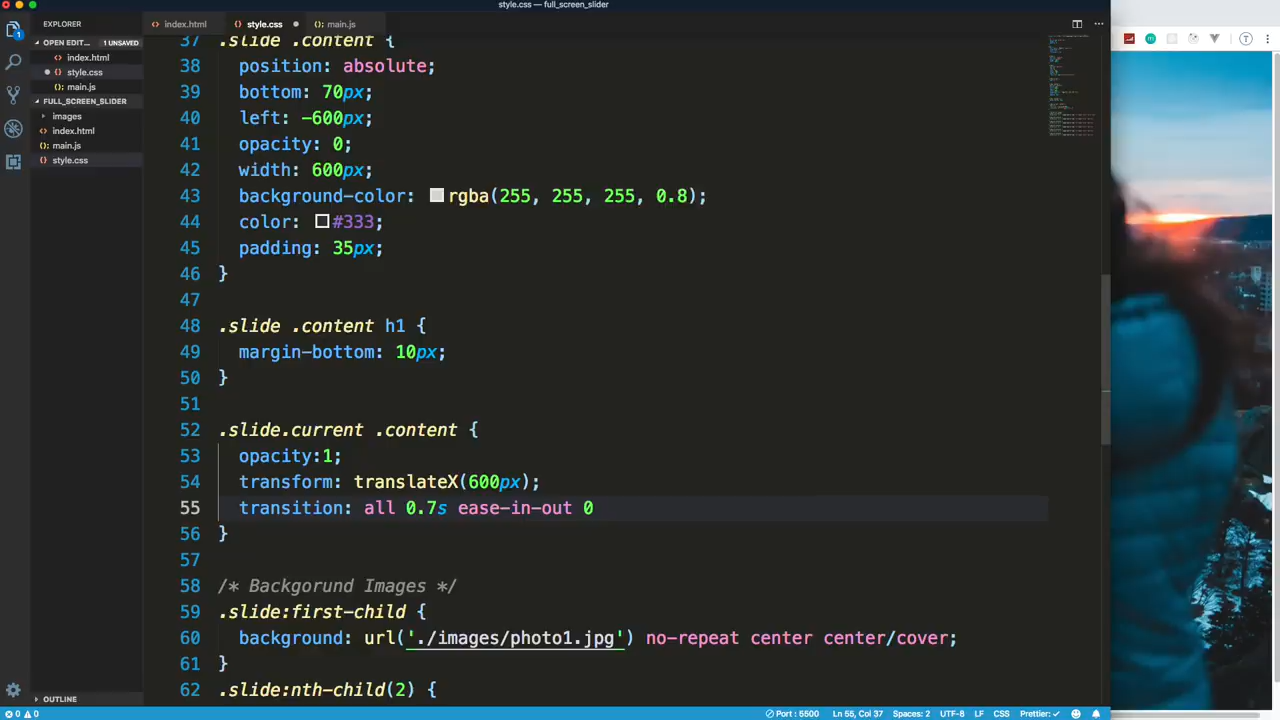 style.css — full_screen_slider
EXPLORER
index.html
style.css
main.js
OPEN EDIT... 1 UNSAVED
index.html
style.css
main.js
FULL_SCREEN_SLIDER
images
index.html
main.js
style.css
OUTLINE
37 .slide .content {
38 position: absolute;
39 bottom: 70px;
40 left: -600px;
41 opacity: 0;
42 width: 600px;
43 background-color: rgba(255, 255, 255, 0.8);
44 color: #333;
45 padding: 35px;
46 }
47
48 .slide .content h1 {
49 margin-bottom: 10px;
50 }
51
52 .slide.current .content {
53 opacity:1;
54 transform: translateX(600px);
55 transition: all 0.7s ease-in-out 0
56 }
57
58 /* Backgorund Images */
59 .slide:first-child {
60 background: url('./images/photo1.jpg') no-repeat center center/cover;
61 }
62 .slide:nth-child(2) {
0 0 Port : 5500 Ln 55, Col 37 Spaces: 2 UTF-8 LF CSS Prettier: ✓